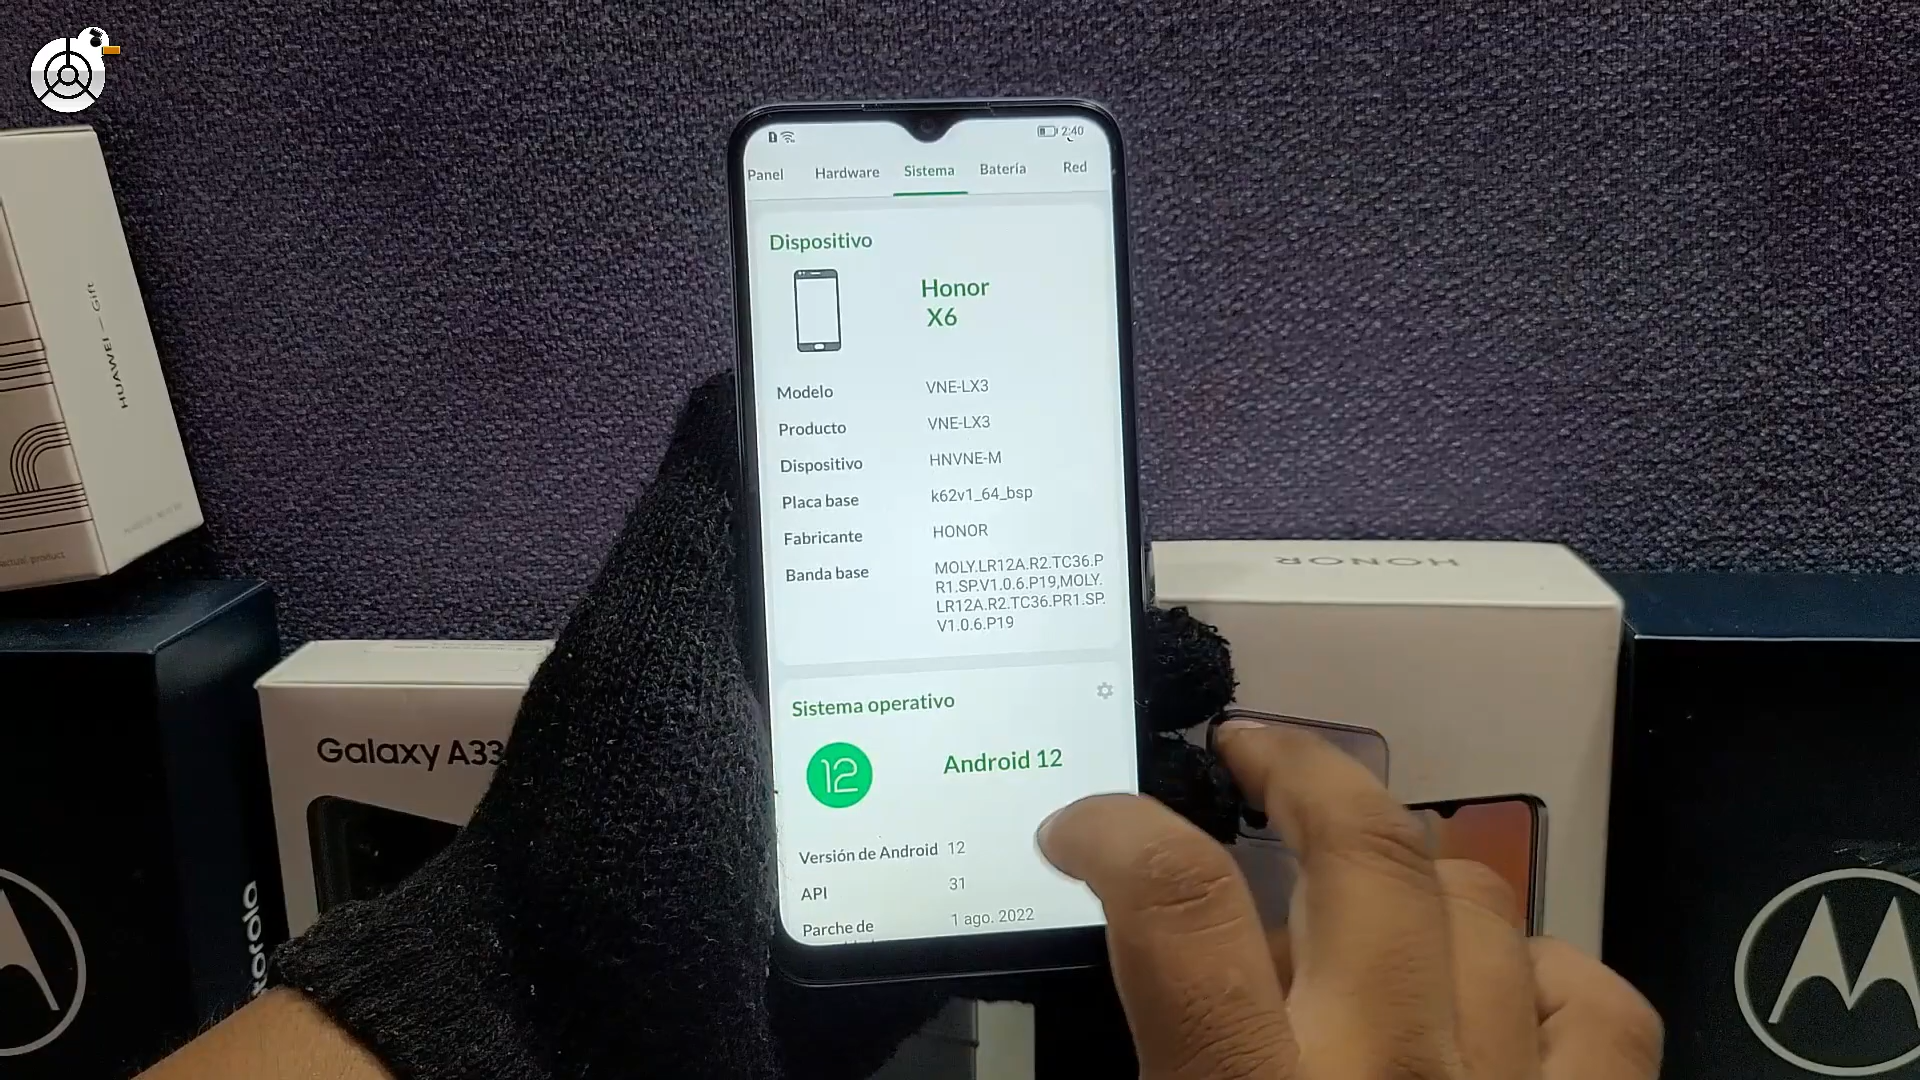 2:40
Panel Hardware Sistema Batería Red
Dispositivo
Honor
X6
Modelo VNE-LX3
Producto VNE-LX3
Dispositivo HNVNE-M
Placa base k62v1_64_bsp
Fabricante HONOR
Banda base MOLY.LR12A.R2.TC36.P
R1.SP.V1.0.6.P19,MOLY.
LR12A.R2.TC36.PR1.SP.
V1.0.6.P19
Sistema operativo
12
Android 12
Versión de Android 12
API 31
Parche de 1 ago. 2022
HUAWEI — Gift
actual product
Galaxy A33
HONOR